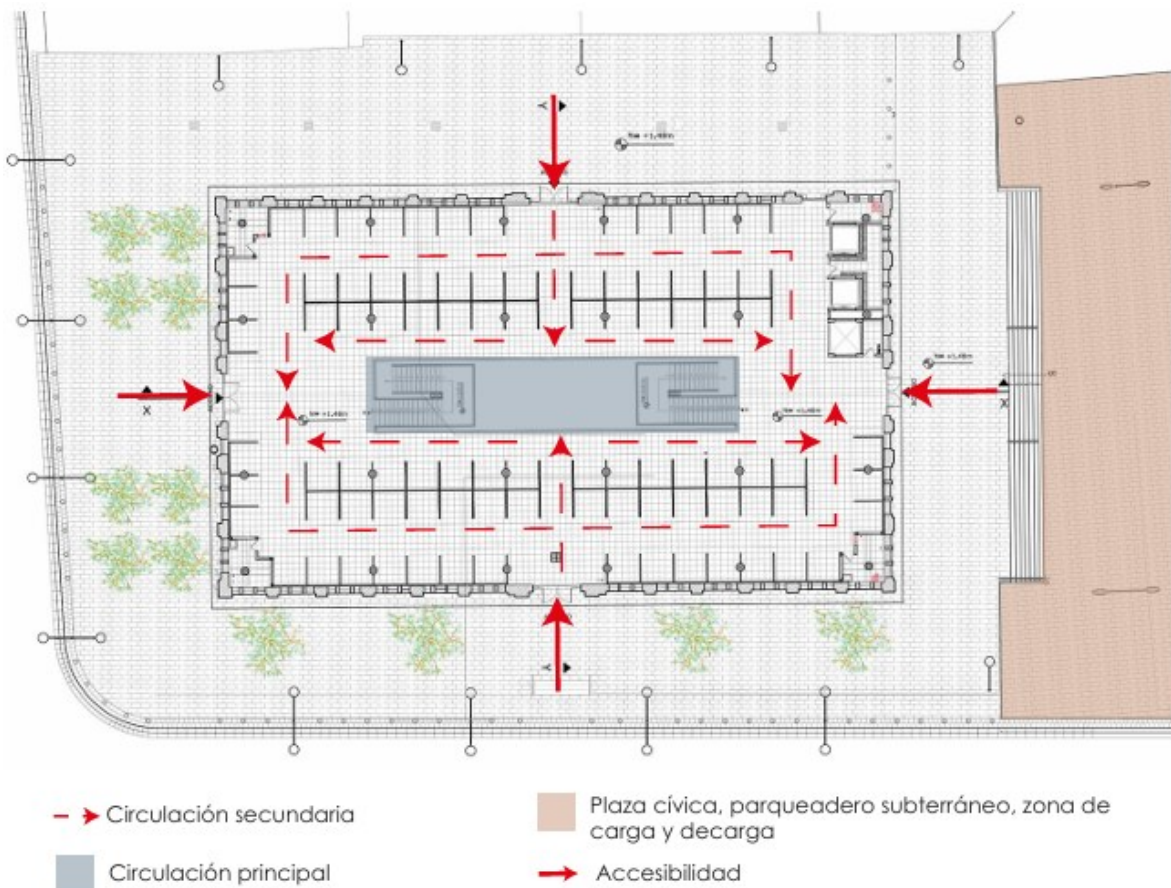 Y
X
X
Y
Circulación secundaria
Plaza cívica, parqueadero subterráneo, zona de
carga y decarga
Circulación principal
Accesibilidad